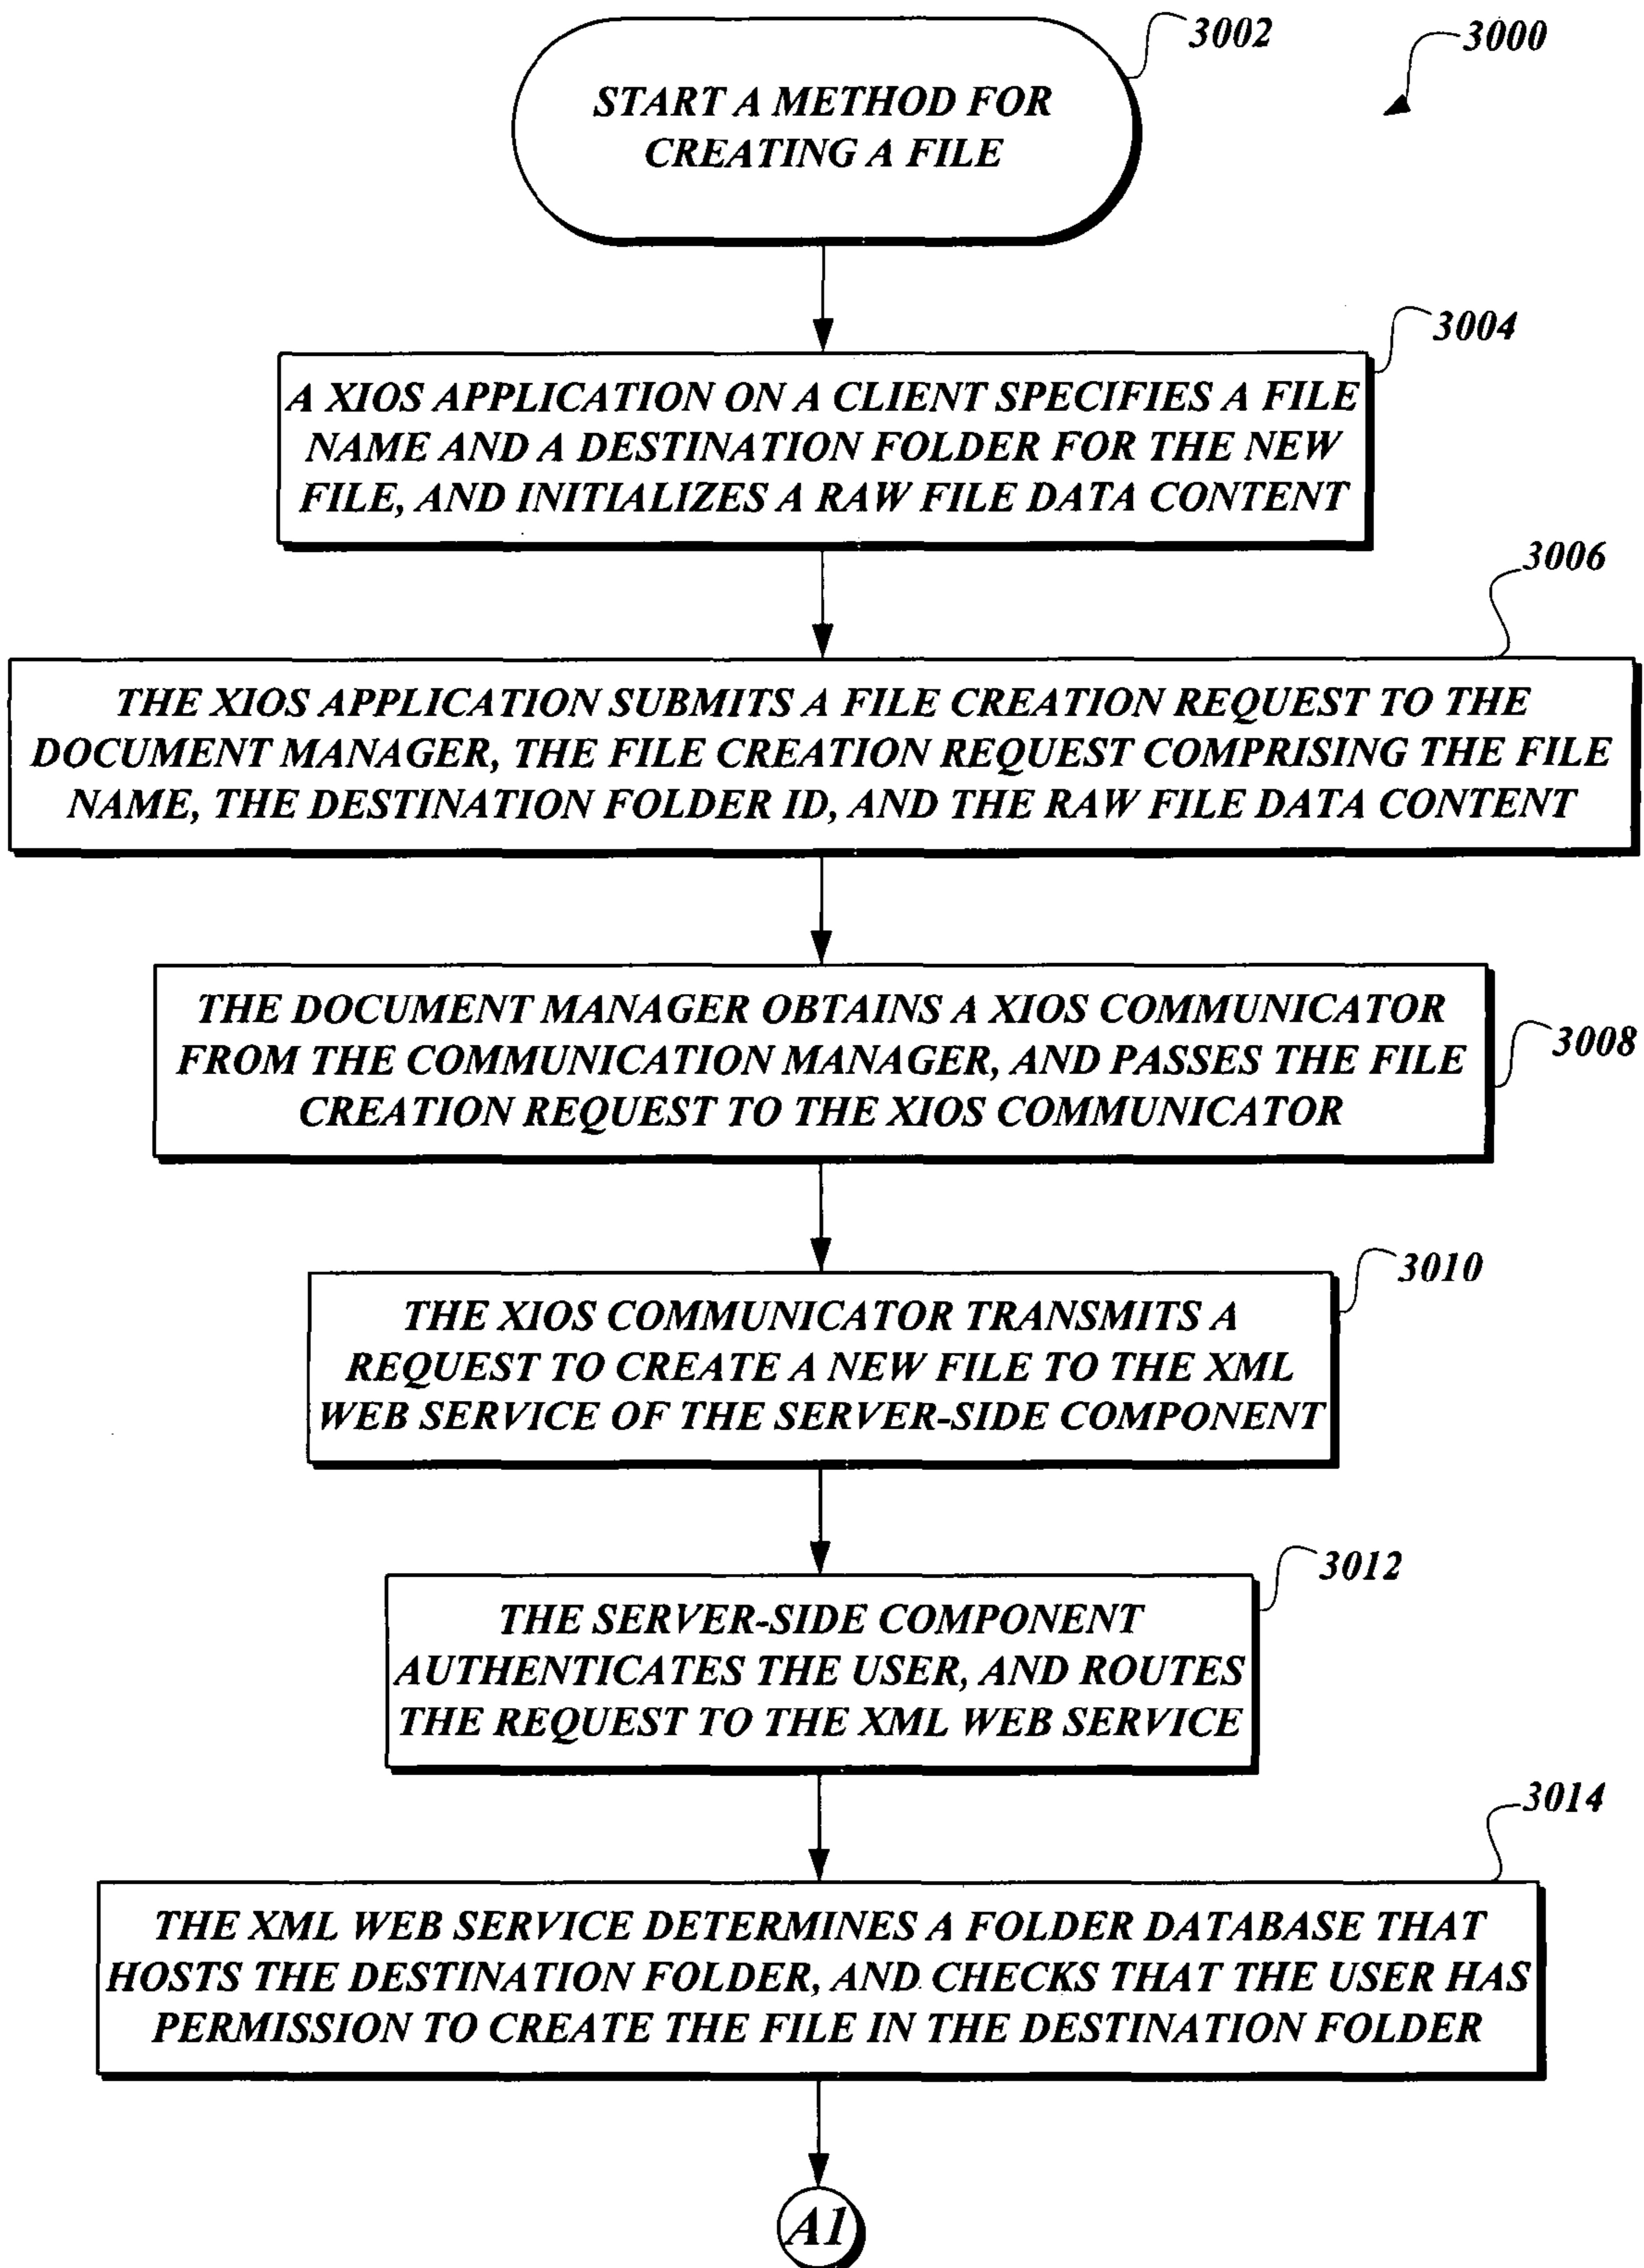 3002
3000
START A METHOD FOR
CREATING A FILE
3004
A XIOS APPLICATION ON A CLIENT SPECIFIES A FILE
NAME AND A DESTINATION FOLDER FOR THE NEW
FILE, AND INITIALIZES A RAW FILE DATA CONTENT
3006
THE XIOS APPLICATION SUBMITS A FILE CREATION REQUEST TO THE
DOCUMENT MANAGER, THE FILE CREATION REQUEST COMPRISING THE FILE
NAME, THE DESTINATION FOLDER ID, AND THE RAW FILE DATA CONTENT
THE DOCUMENT MANAGER OBTAINS A XIOS COMMUNICATOR
FROM THE COMMUNICATION MANAGER, AND PASSES THE FILE
CREATION REQUEST TO THE XIOS COMMUNICATOR
3008
3010
THE XIOS COMMUNICATOR TRANSMITS A
REQUEST TO CREATE A NEW FILE TO THE XML
WEB SERVICE OF THE SERVER-SIDE COMPONENT
3012
THE SERVER-SIDE COMPONENT
AUTHENTICATES THE USER, AND ROUTES
THE REQUEST TO THE XML WEB SERVICE
3014
THE XML WEB SERVICE DETERMINES A FOLDER DATABASE THAT
HOSTS THE DESTINATION FOLDER, AND CHECKS THAT THE USER HAS
PERMISSION TO CREATE THE FILE IN THE DESTINATION FOLDER
A1